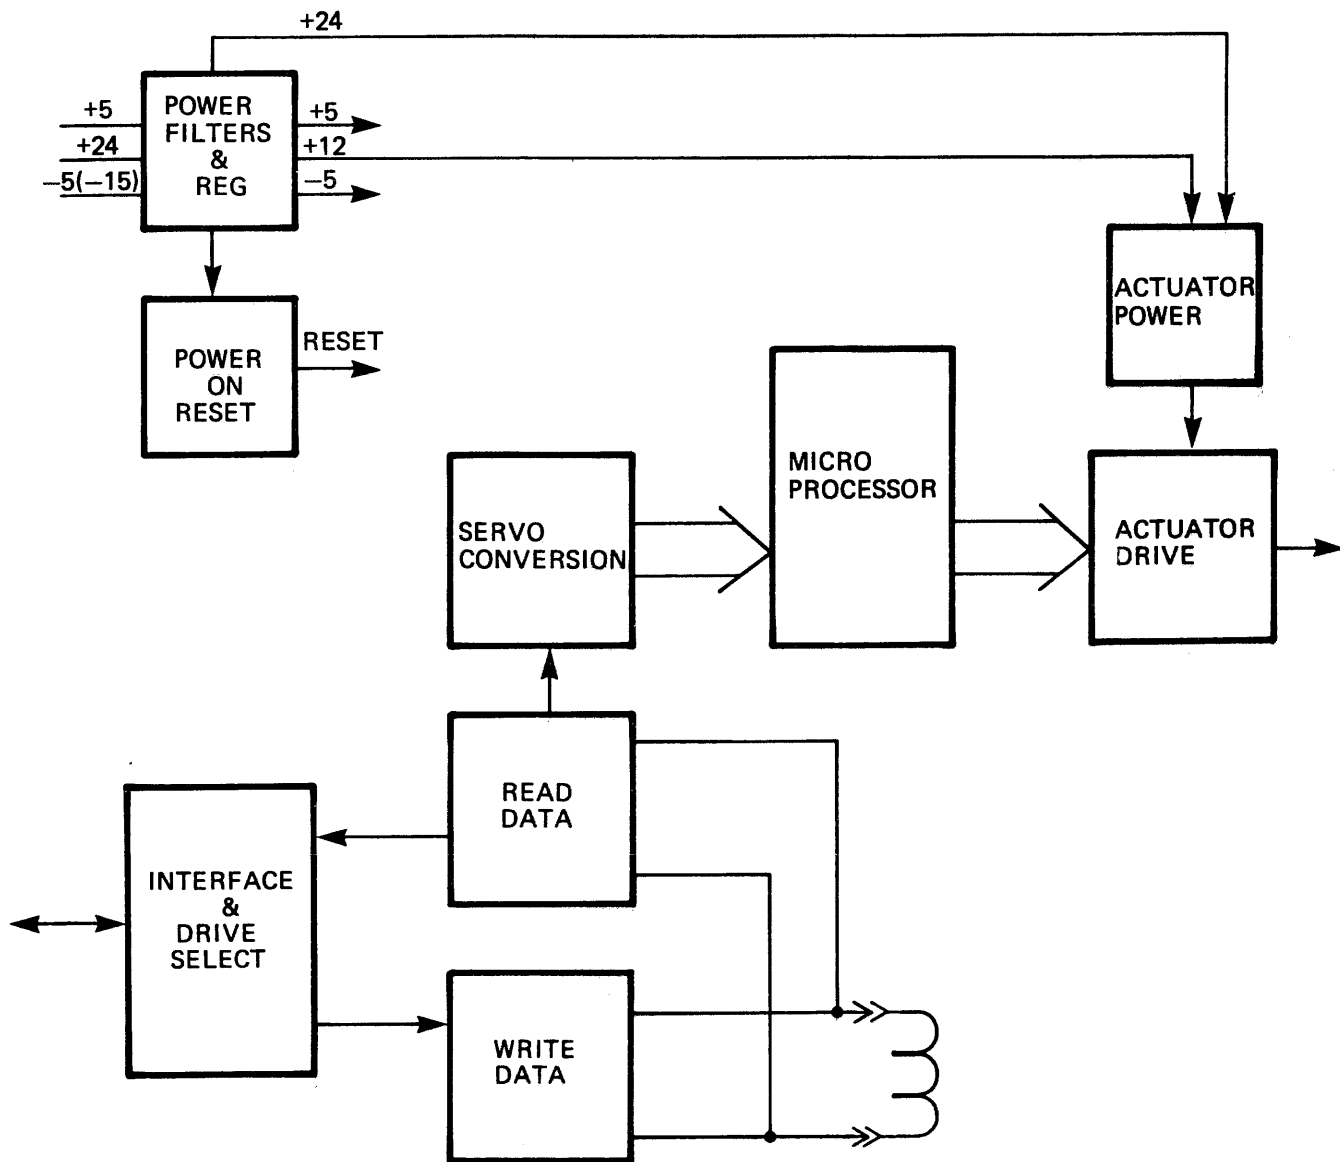 +24
POWER
FILTERS
&
REG
+5
+24
−5(−15)
+5
+12
−5
POWER
ON
RESET
RESET
ACTUATOR
POWER
MICRO
PROCESSOR
SERVO
CONVERSION
ACTUATOR
DRIVE
READ
DATA
INTERFACE
&
DRIVE
SELECT
WRITE
DATA